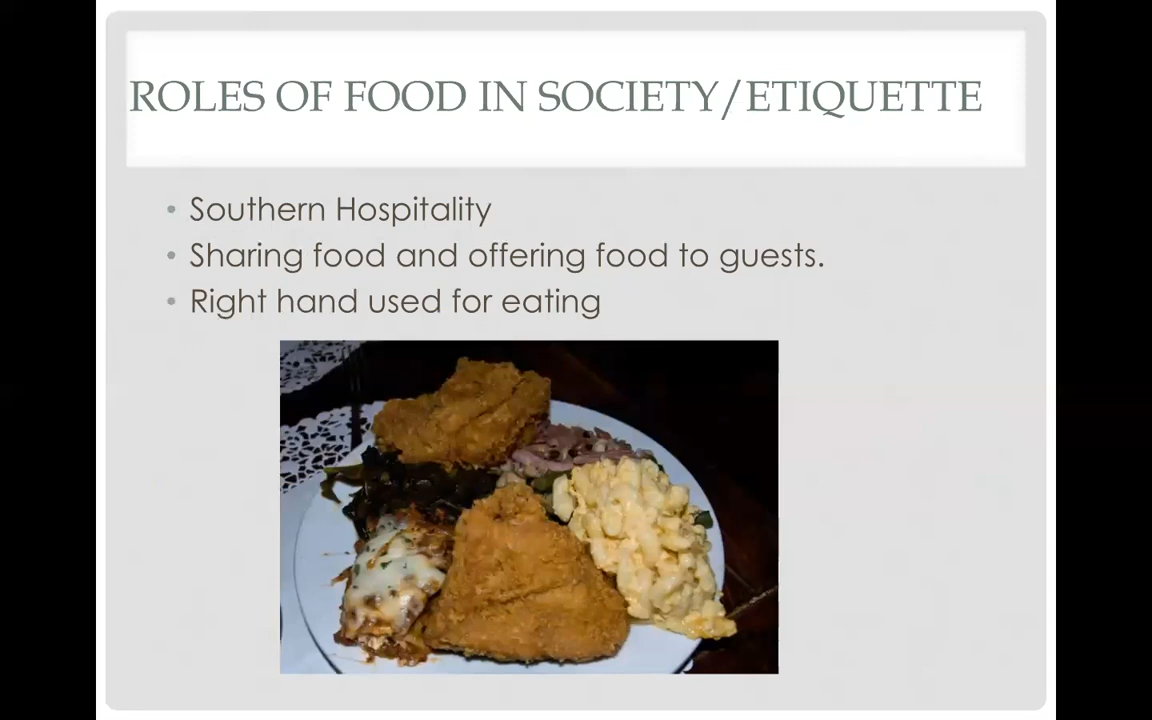 ROLES OF FOOD IN SOCIETY/ETIQUETTE
• Southern Hospitality
• Sharing food and offering food to guests.
• Right hand used for eating